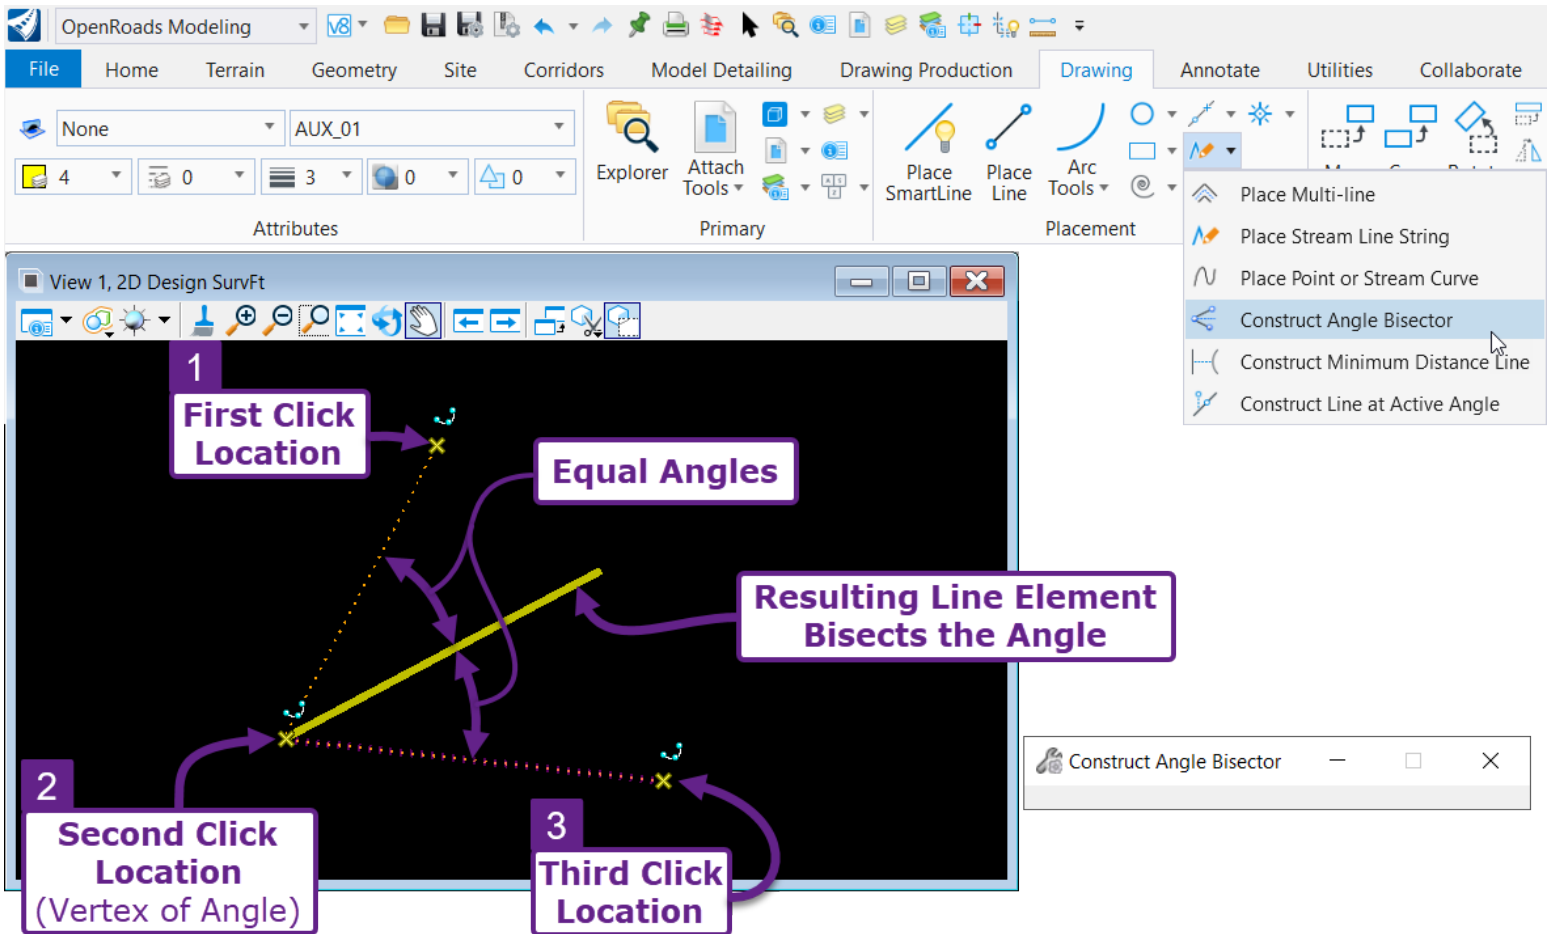 OpenRoads Modeling
V8
File Home Terrain Geometry Site Corridors Model Detailing Drawing Production Drawing Annotate Utilities Collaborate
None AUX_01
4 0 3 0 0
Attributes
Explorer
Attach
Tools
Primary
Place
SmartLine
Place
Line
Arc
Tools
Placement
Place Multi-line
Place Stream Line String
Place Point or Stream Curve
Construct Angle Bisector
Construct Minimum Distance Line
Construct Line at Active Angle
View 1, 2D Design SurvFt
1
First Click
Location
Equal Angles
Resulting Line Element
Bisects the Angle
2
Second Click
Location
(Vertex of Angle)
3
Third Click
Location
Construct Angle Bisector